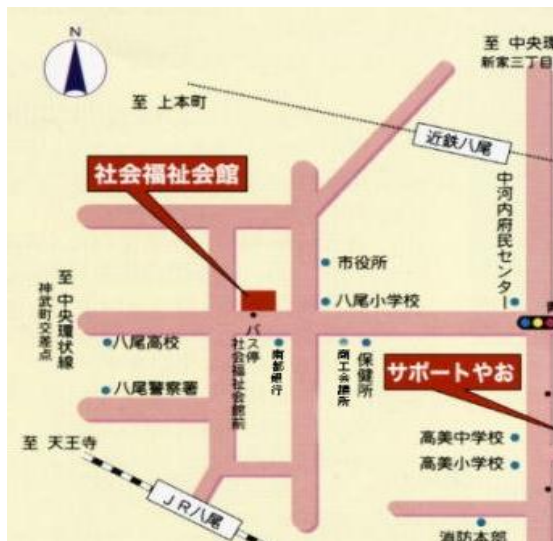 N
至 中央環
新家三丁目
至 上本町
近鉄八尾
社会福祉会館
中河内府民センター
市役所
八尾小学校
至 中央環状線
神武町交差点
八尾高校
バス停
社会福祉会館前
南都銀行
商工会議所
保健所
サポートやお
八尾警察署
高美中学校
至 天王寺
高美小学校
JR八尾
消防本部